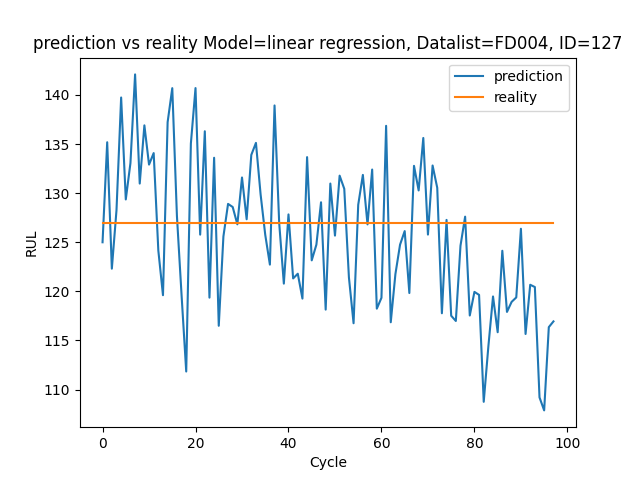 prediction vs reality Model=linear regression, Datalist=FD004, ID=127
prediction
reality
RUL
140
135
130
125
120
115
110
0 20 40 60 80 100
Cycle